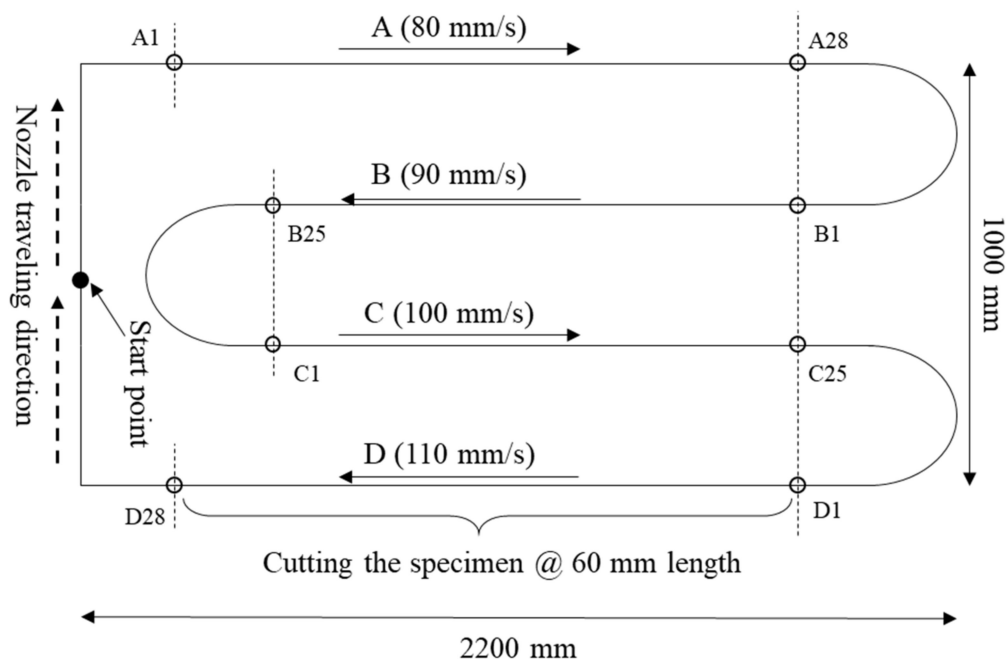 A1
A (80 mm/s)
A28
Nozzle traveling direction
B (90 mm/s)
B25
B1
1000 mm
Start point
C (100 mm/s)
C1
C25
D (110 mm/s)
D28
D1
Cutting the specimen @ 60 mm length
2200 mm